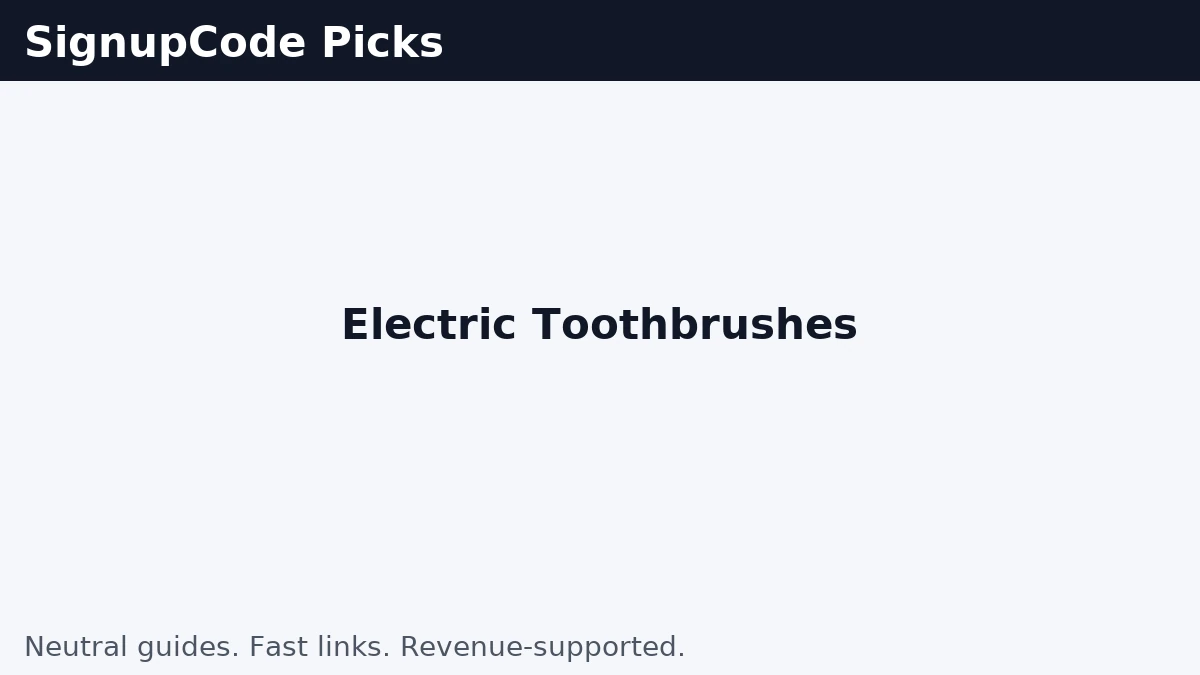 SignupCode Picks
Electric Toothbrushes
Neutral guides. Fast links. Revenue-supported.